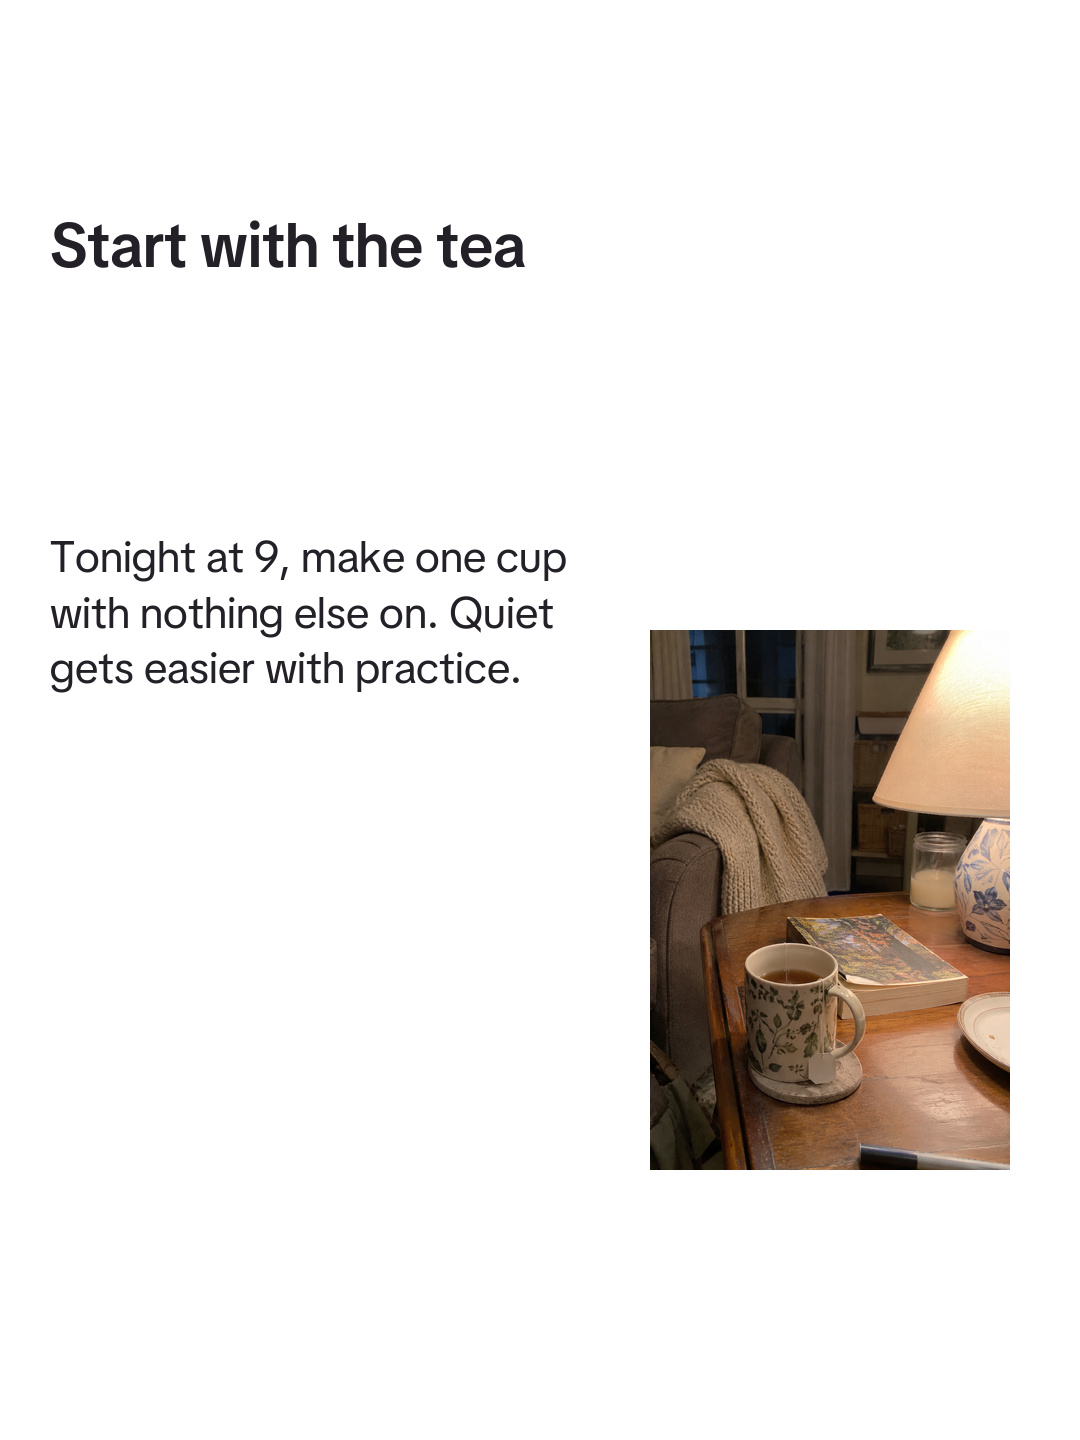 Start with the tea
Tonight at 9, make one cup
with nothing else on. Quiet
gets easier with practice.